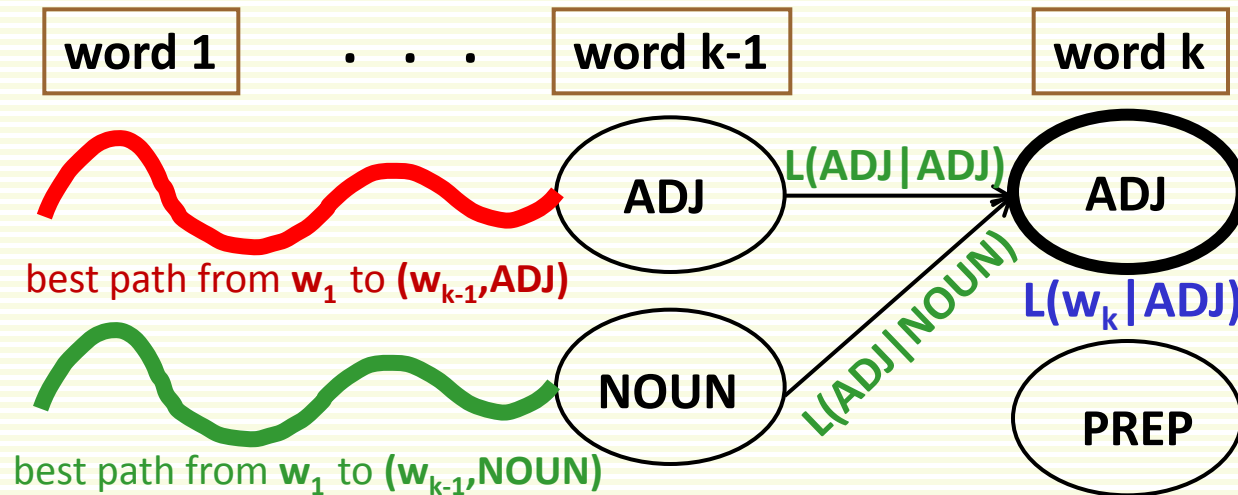 word 1 . . . word k-1 word k
ADJ L(ADJ|ADJ) ADJ
best path from w₁ to (wₖ₋₁,ADJ)
L(ADJ|NOUN)
L(wₖ|ADJ)
NOUN
PREP
best path from w₁ to (wₖ₋₁,NOUN)